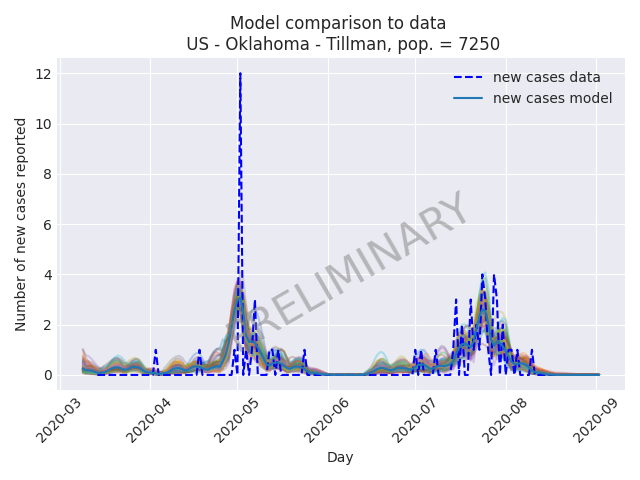 Model comparison to data
US - Oklahoma - Tillman, pop. = 7250
new cases data
new cases model
Number of new cases reported
12
10
8
6
4
2
0
PRELIMINARY
2020-03
2020-04
2020-05
2020-06
2020-07
2020-08
2020-09
Day